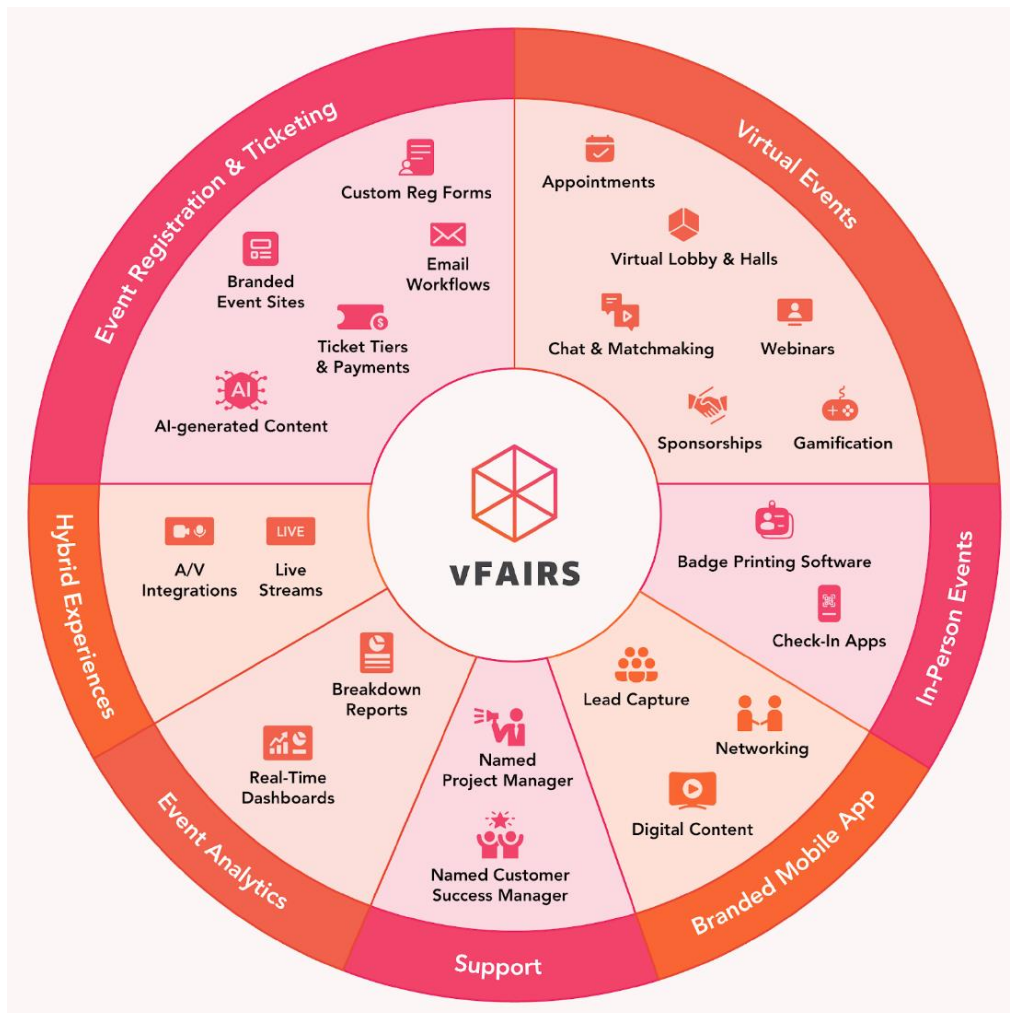 Event Registration & Ticketing
Custom Reg Forms
Branded
Event Sites
Email
Workflows
Ticket Tiers
& Payments
AI
AI-generated Content
Virtual Events
Appointments
Virtual Lobby & Halls
Chat & Matchmaking
Webinars
Sponsorships
Gamification
In-Person Events
Badge Printing Software
Check-In Apps
Branded Mobile App
Lead Capture
Networking
Digital Content
Support
Named
Project Manager
Named Customer
Success Manager
Event Analytics
Breakdown
Reports
Real-Time
Dashboards
Hybrid Experiences
A/V
Integrations
LIVE
Live
Streams
vFAIRS